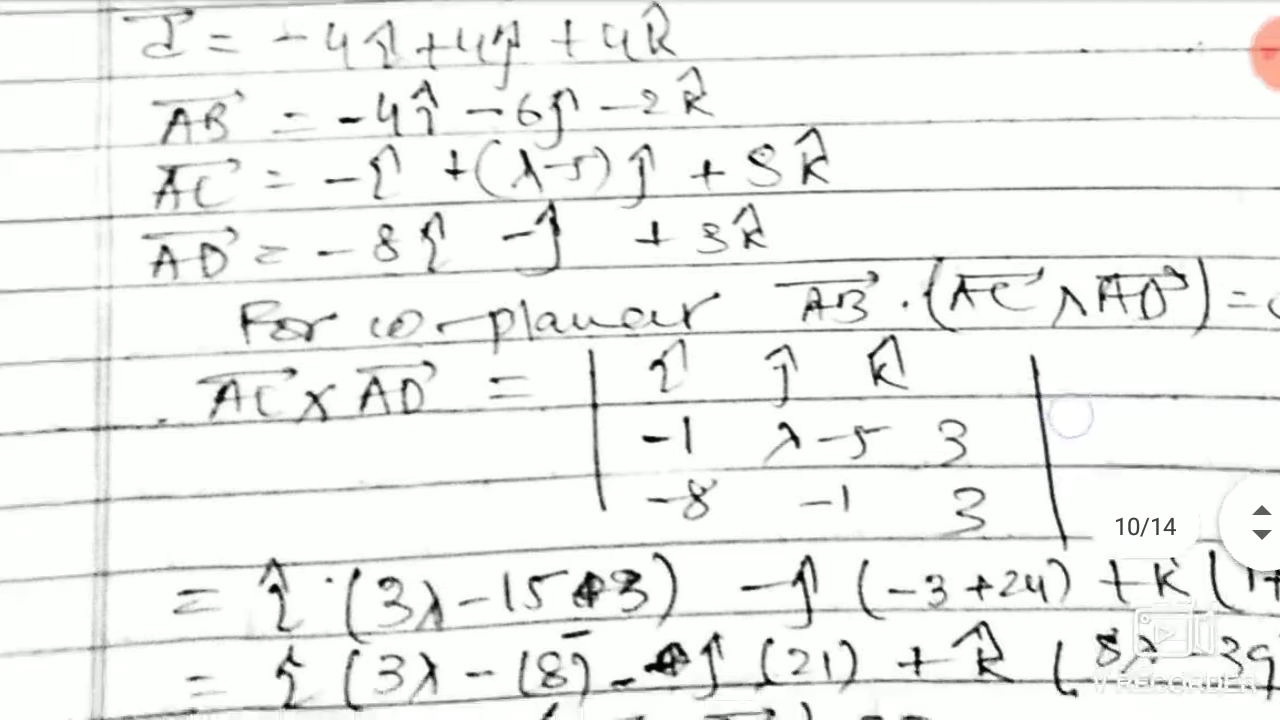 d⃗ = -4î + 4ĵ + 4k̂
AB⃗ = -4î - 6ĵ - 2k̂
AC⃗ = -î + (λ-5)ĵ + 3k̂
AD⃗ = -8î - ĵ + 3k̂
For co-planar AB⃗ . (AC⃗ ∧ AD⃗) =
AC⃗ × AD⃗ = | î ĵ k̂ |
-1 λ-5 3
-8 -1 3
10/14
= î (3λ-15+3) - ĵ (-3+24) + k̂ (1+
= î (3λ-18) - ĵ (21) + k̂ (8λ-39
V RECORDER